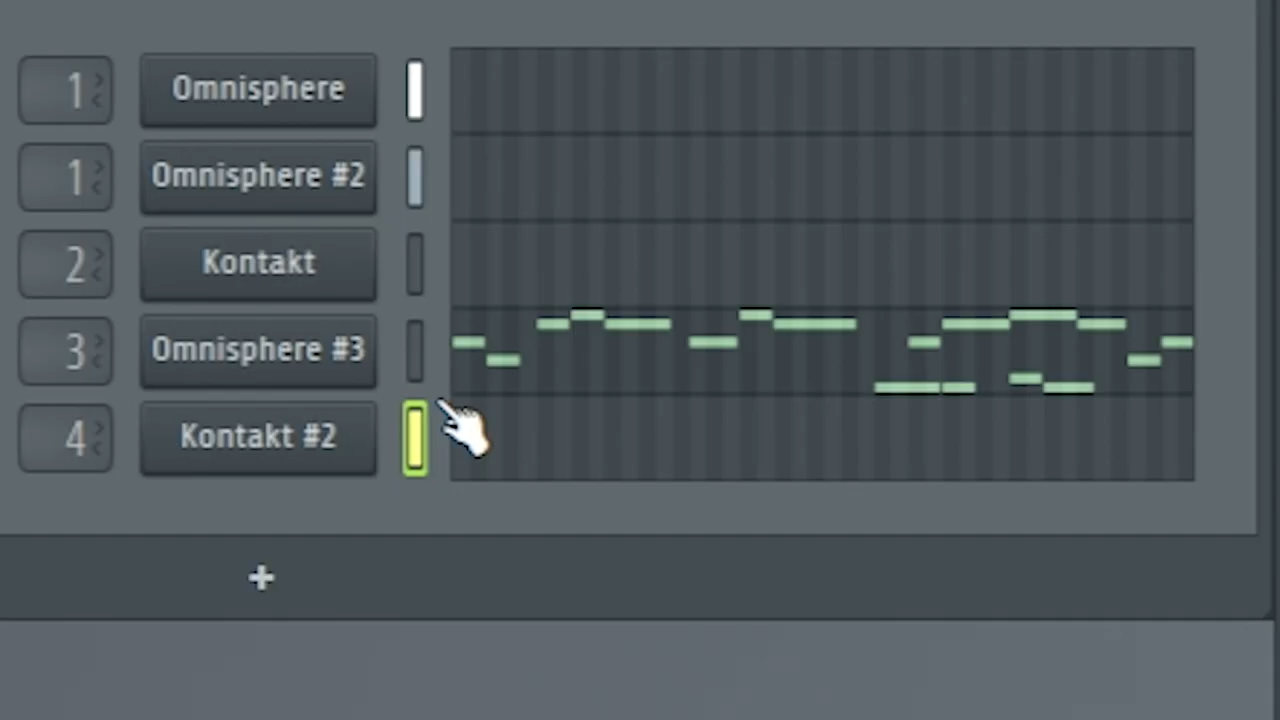 1 Omnisphere
1 Omnisphere #2
2 Kontakt
3 Omnisphere #3
4 Kontakt #2
+